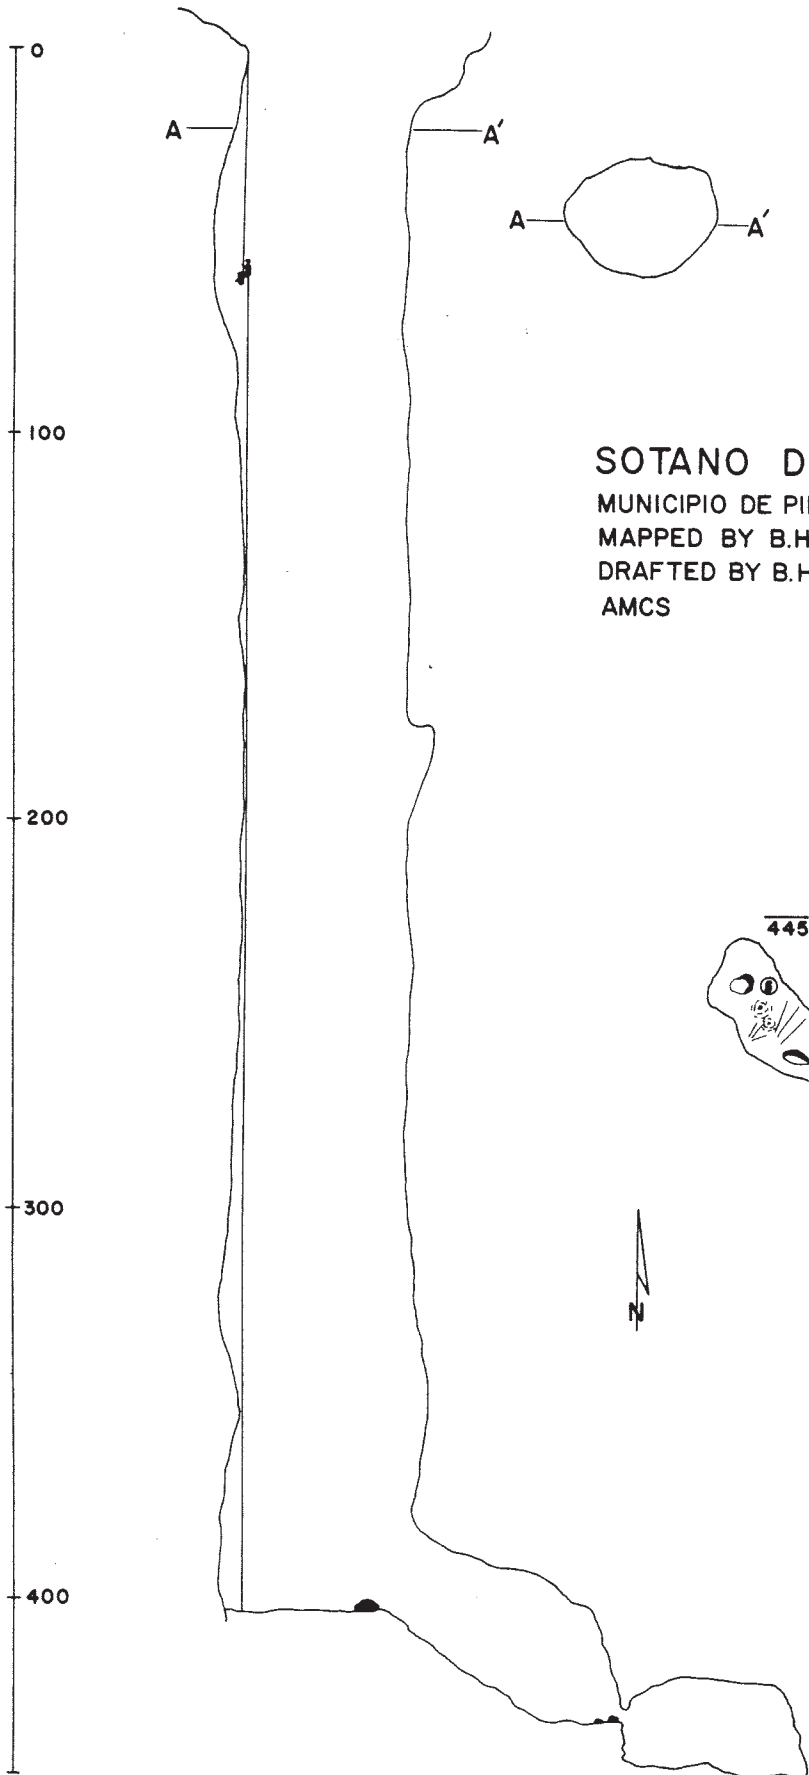 0
A A'
A A'
100
SOTANO D
MUNICIPIO DE PI
MAPPED BY B.H
DRAFTED BY B.H
AMCS
200
445
300
N
400